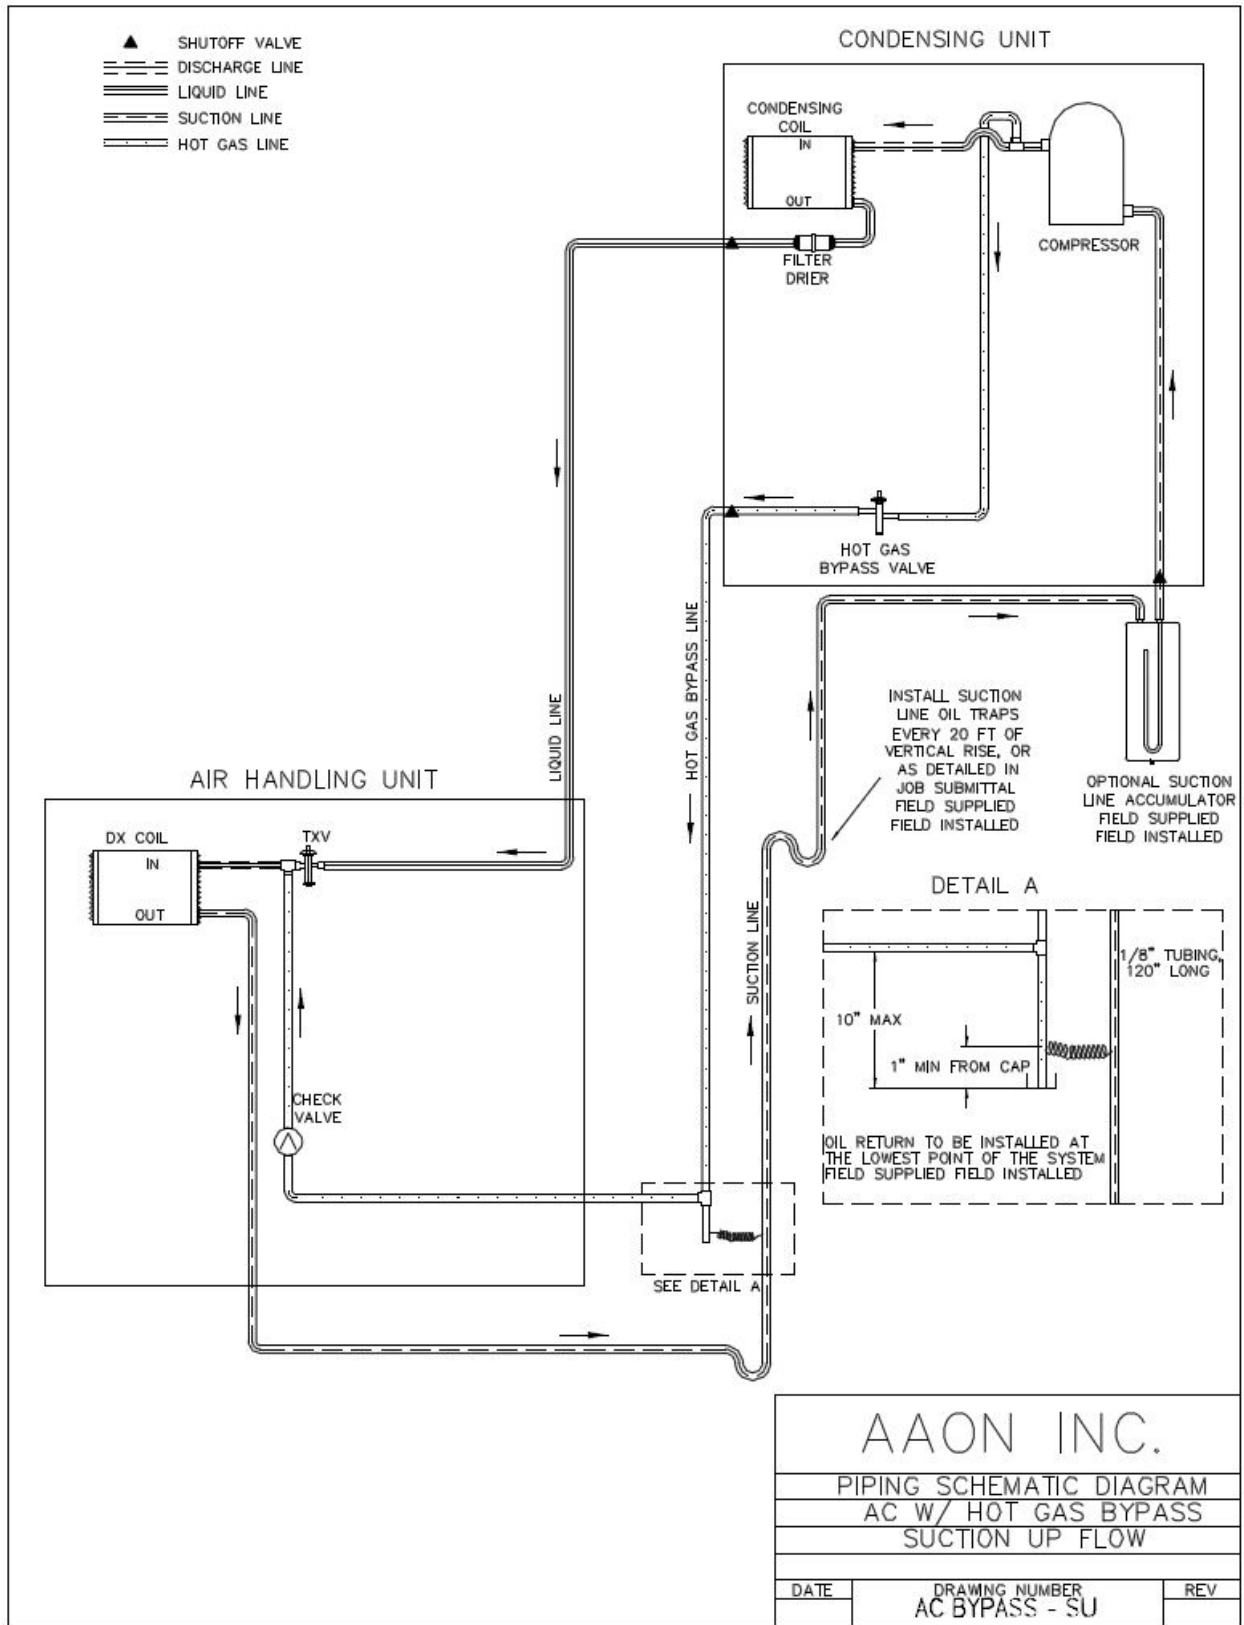 SHUTOFF VALVE
DISCHARGE LINE
LIQUID LINE
SUCTION LINE
HOT GAS LINE
CONDENSING UNIT
CONDENSING
COIL
IN
OUT
FILTER
DRIER
COMPRESSOR
HOT GAS
BYPASS VALVE
LIQUID LINE
HOT GAS BYPASS LINE
INSTALL SUCTION
LINE OIL TRAPS
EVERY 20 FT OF
VERTICAL RISE, OR
AS DETAILED IN
JOB SUBMITTAL
FIELD SUPPLIED
FIELD INSTALLED
OPTIONAL SUCTION
LINE ACCUMULATOR
FIELD SUPPLIED
FIELD INSTALLED
AIR HANDLING UNIT
DX COIL
IN
OUT
TXV
CHECK
VALVE
SUCTION LINE
SEE DETAIL A
DETAIL A
1/8" TUBING,
120" LONG
10" MAX
1" MIN FROM CAP
OIL RETURN TO BE INSTALLED AT
THE LOWEST POINT OF THE SYSTEM
FIELD SUPPLIED FIELD INSTALLED
AAON INC.
PIPING SCHEMATIC DIAGRAM
AC W/ HOT GAS BYPASS
SUCTION UP FLOW
DATE
DRAWING NUMBER
AC BYPASS - SU
REV